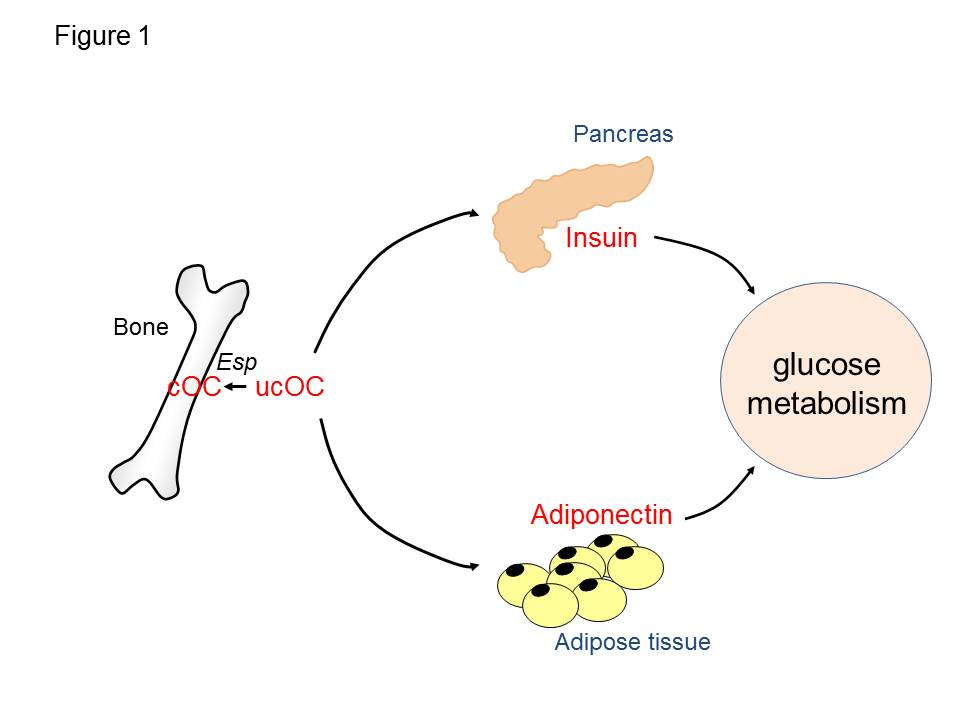 Figure 1
Pancreas
Insuin
Bone
Esp
cOC
ucOC
glucose
metabolism
Adiponectin
Adipose tissue